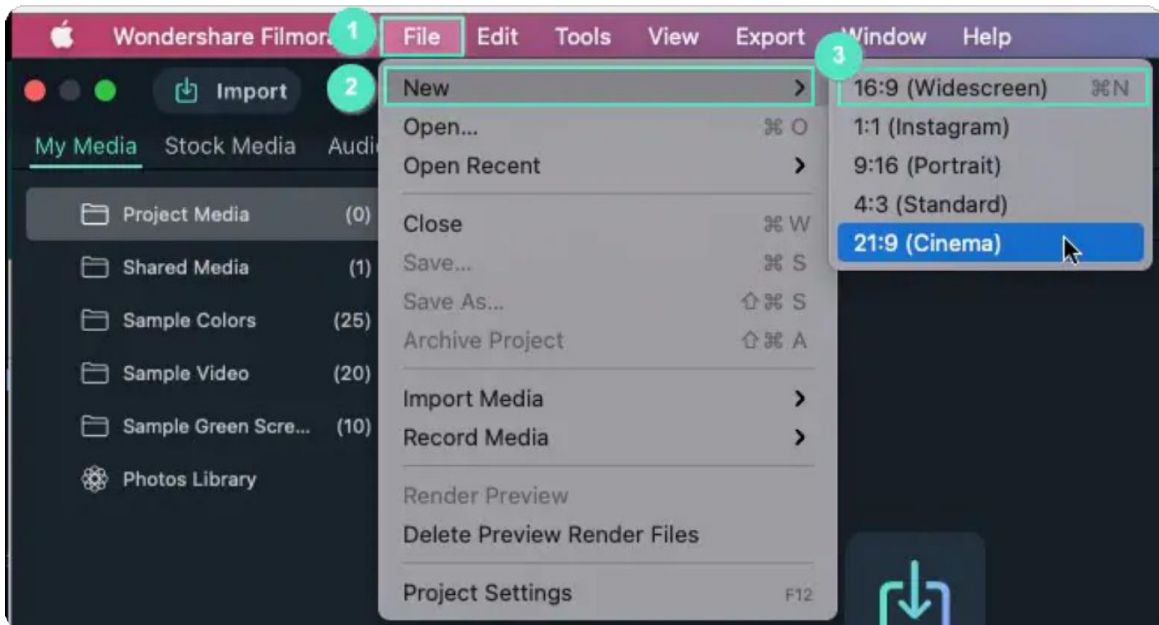 Wondershare Filmor 1 File Edit Tools View Export Window Help
Import
My Media Stock Media Audi
Project Media (0)
Shared Media (1)
Sample Colors (25)
Sample Video (20)
Sample Green Scre... (10)
Photos Library
2 New >
Open... ⌘ O
Open Recent >
Close ⌘ W
Save... ⌘ S
Save As... ⇧ ⌘ S
Archive Project ⇧ ⌘ A
Import Media >
Record Media >
Render Preview
Delete Preview Render Files
Project Settings F12
3
16:9 (Widescreen) ⌘N
1:1 (Instagram)
9:16 (Portrait)
4:3 (Standard)
21:9 (Cinema)